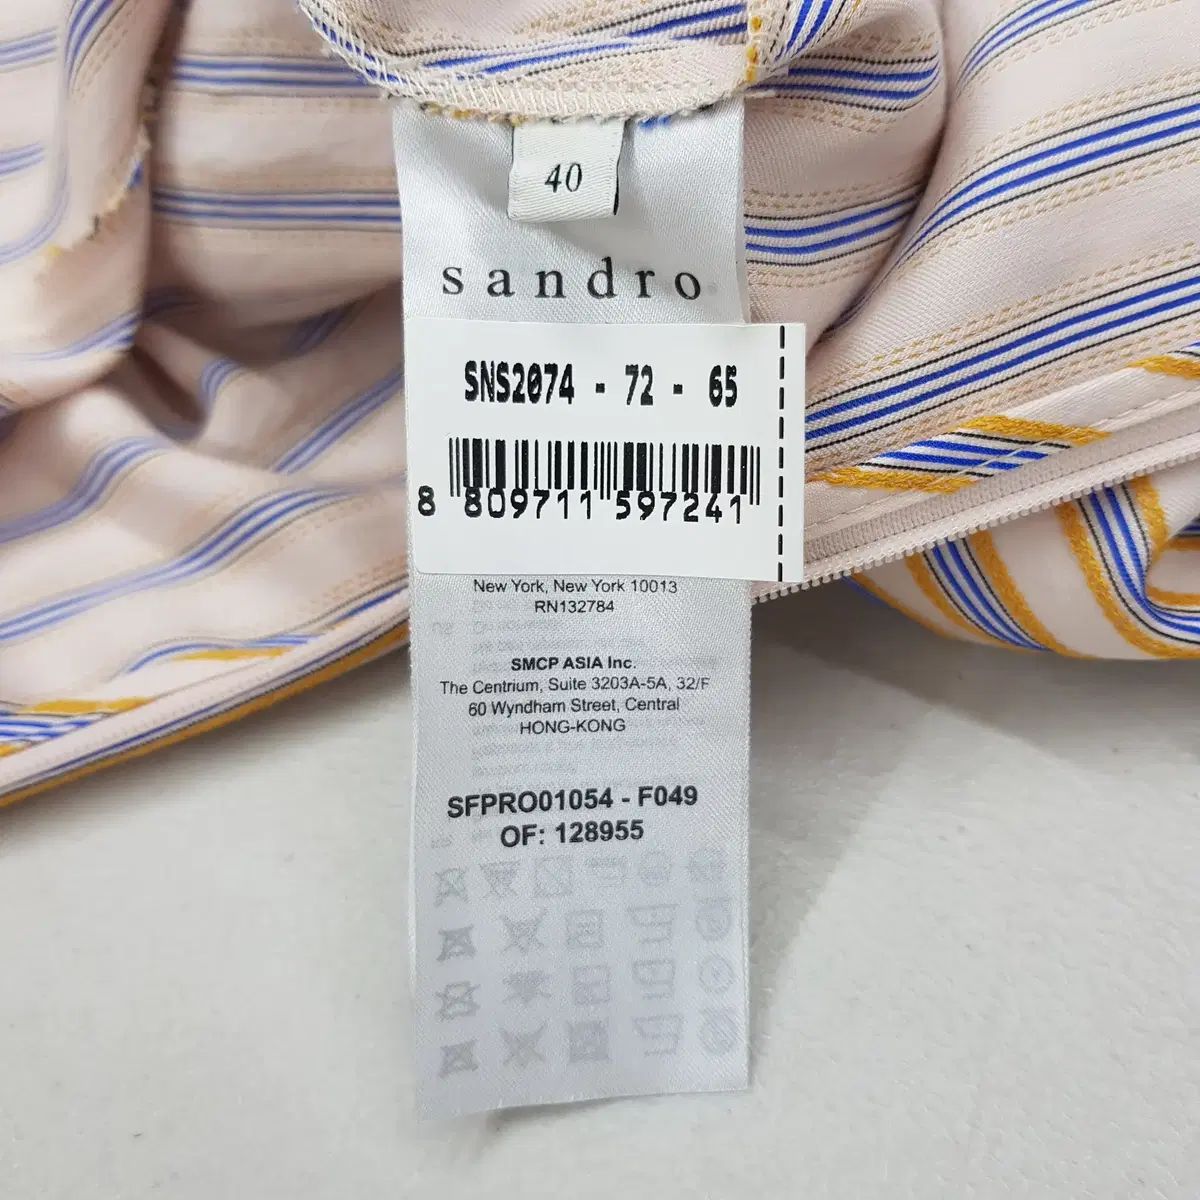 40
sandro
SNS2074 - 72 - 65
8 809711 597241
New York, New York 10013
RN132784
SMCP ASIA Inc.
The Centrium, Suite 3203A-5A, 32/F
60 Wyndham Street, Central
HONG-KONG
SFPRO01054 - F049
OF: 128955